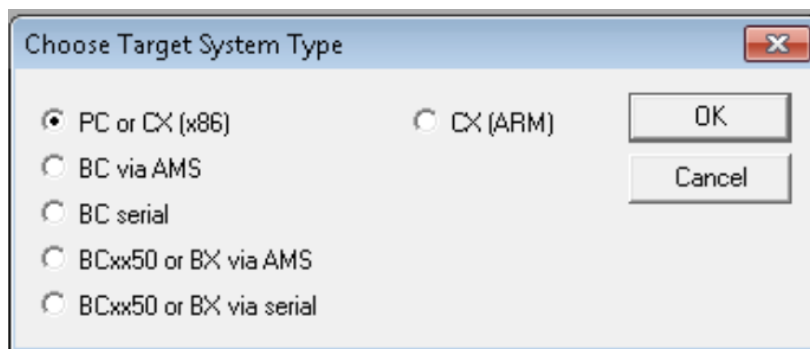 Choose Target System Type
PC or CX (x86)
CX (ARM)
OK
BC via AMS
Cancel
BC serial
BCxx50 or BX via AMS
BCxx50 or BX via serial